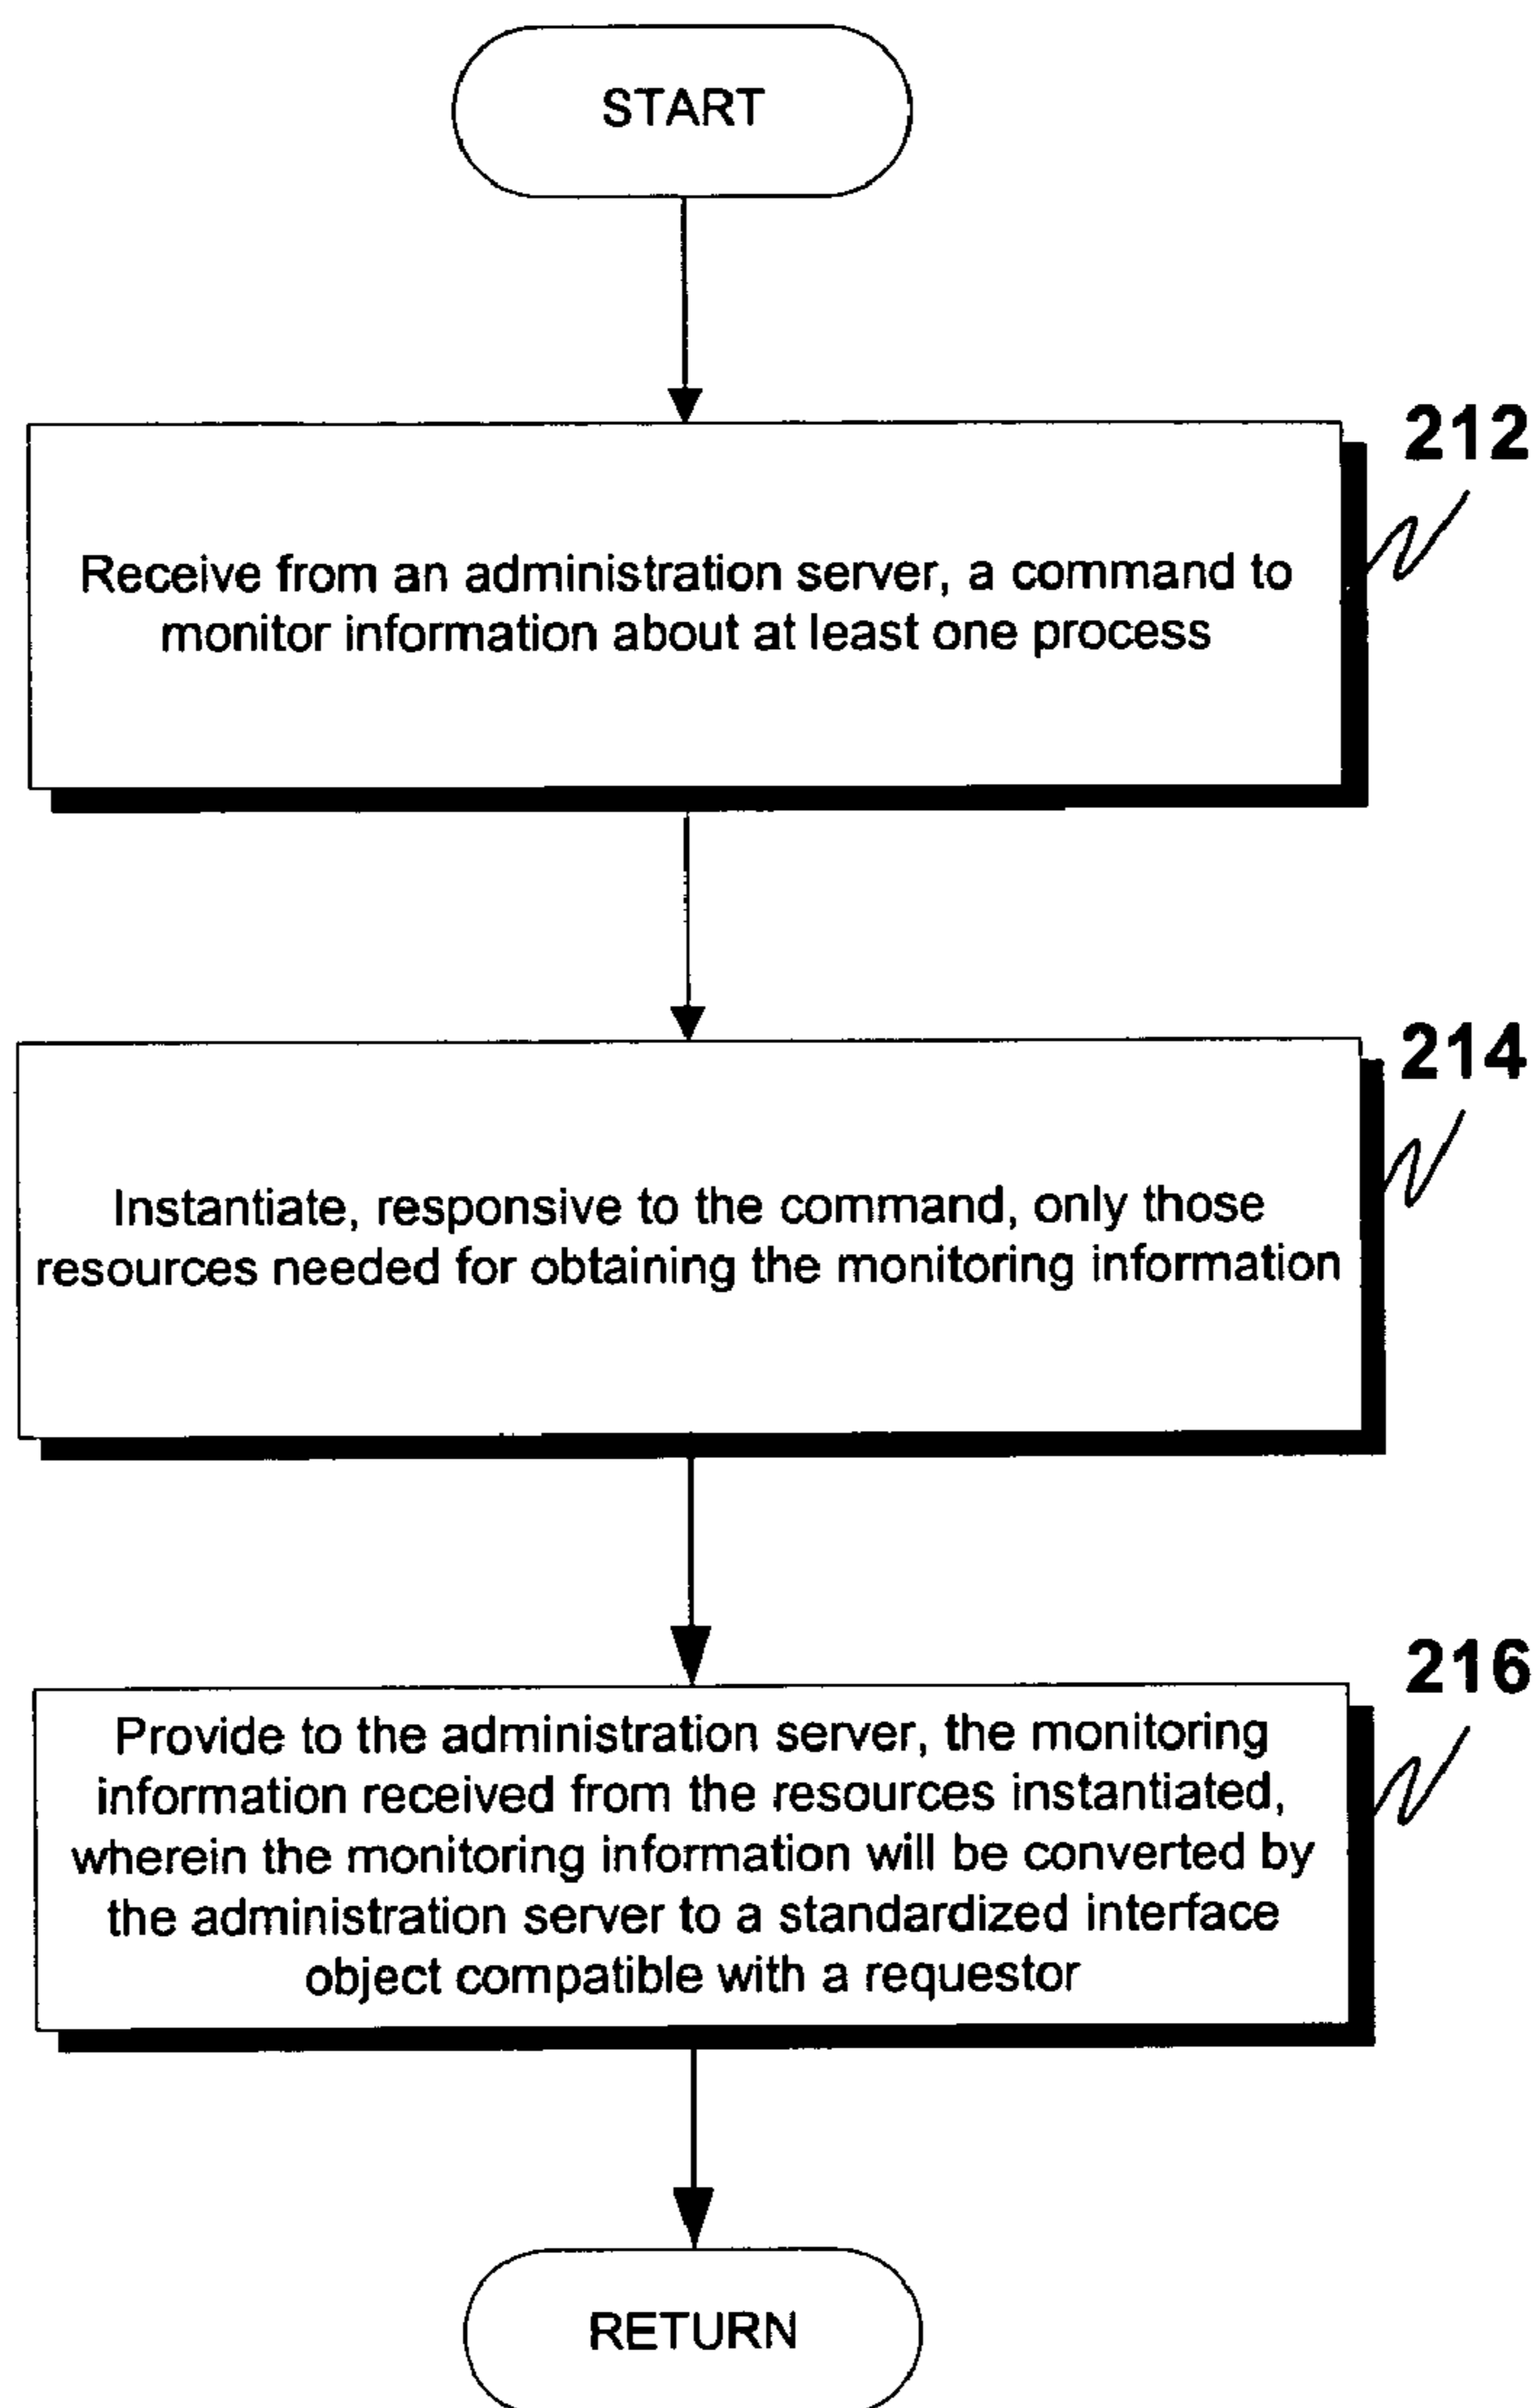 START
212
Receive from an administration server, a command to
monitor information about at least one process
214
Instantiate, responsive to the command, only those
resources needed for obtaining the monitoring information
216
Provide to the administration server, the monitoring
information received from the resources instantiated,
wherein the monitoring information will be converted by
the administration server to a standardized interface
object compatible with a requestor
RETURN